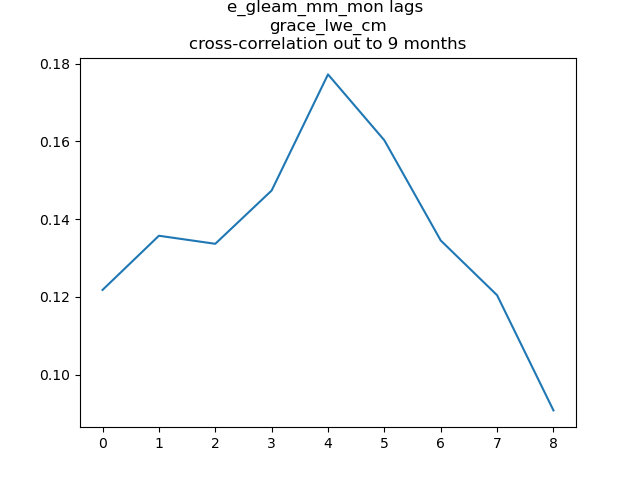 e_gleam_mm_mon lags
grace_lwe_cm
cross-correlation out to 9 months
0.18
0.16
0.14
0.12
0.10
0 1 2 3 4 5 6 7 8